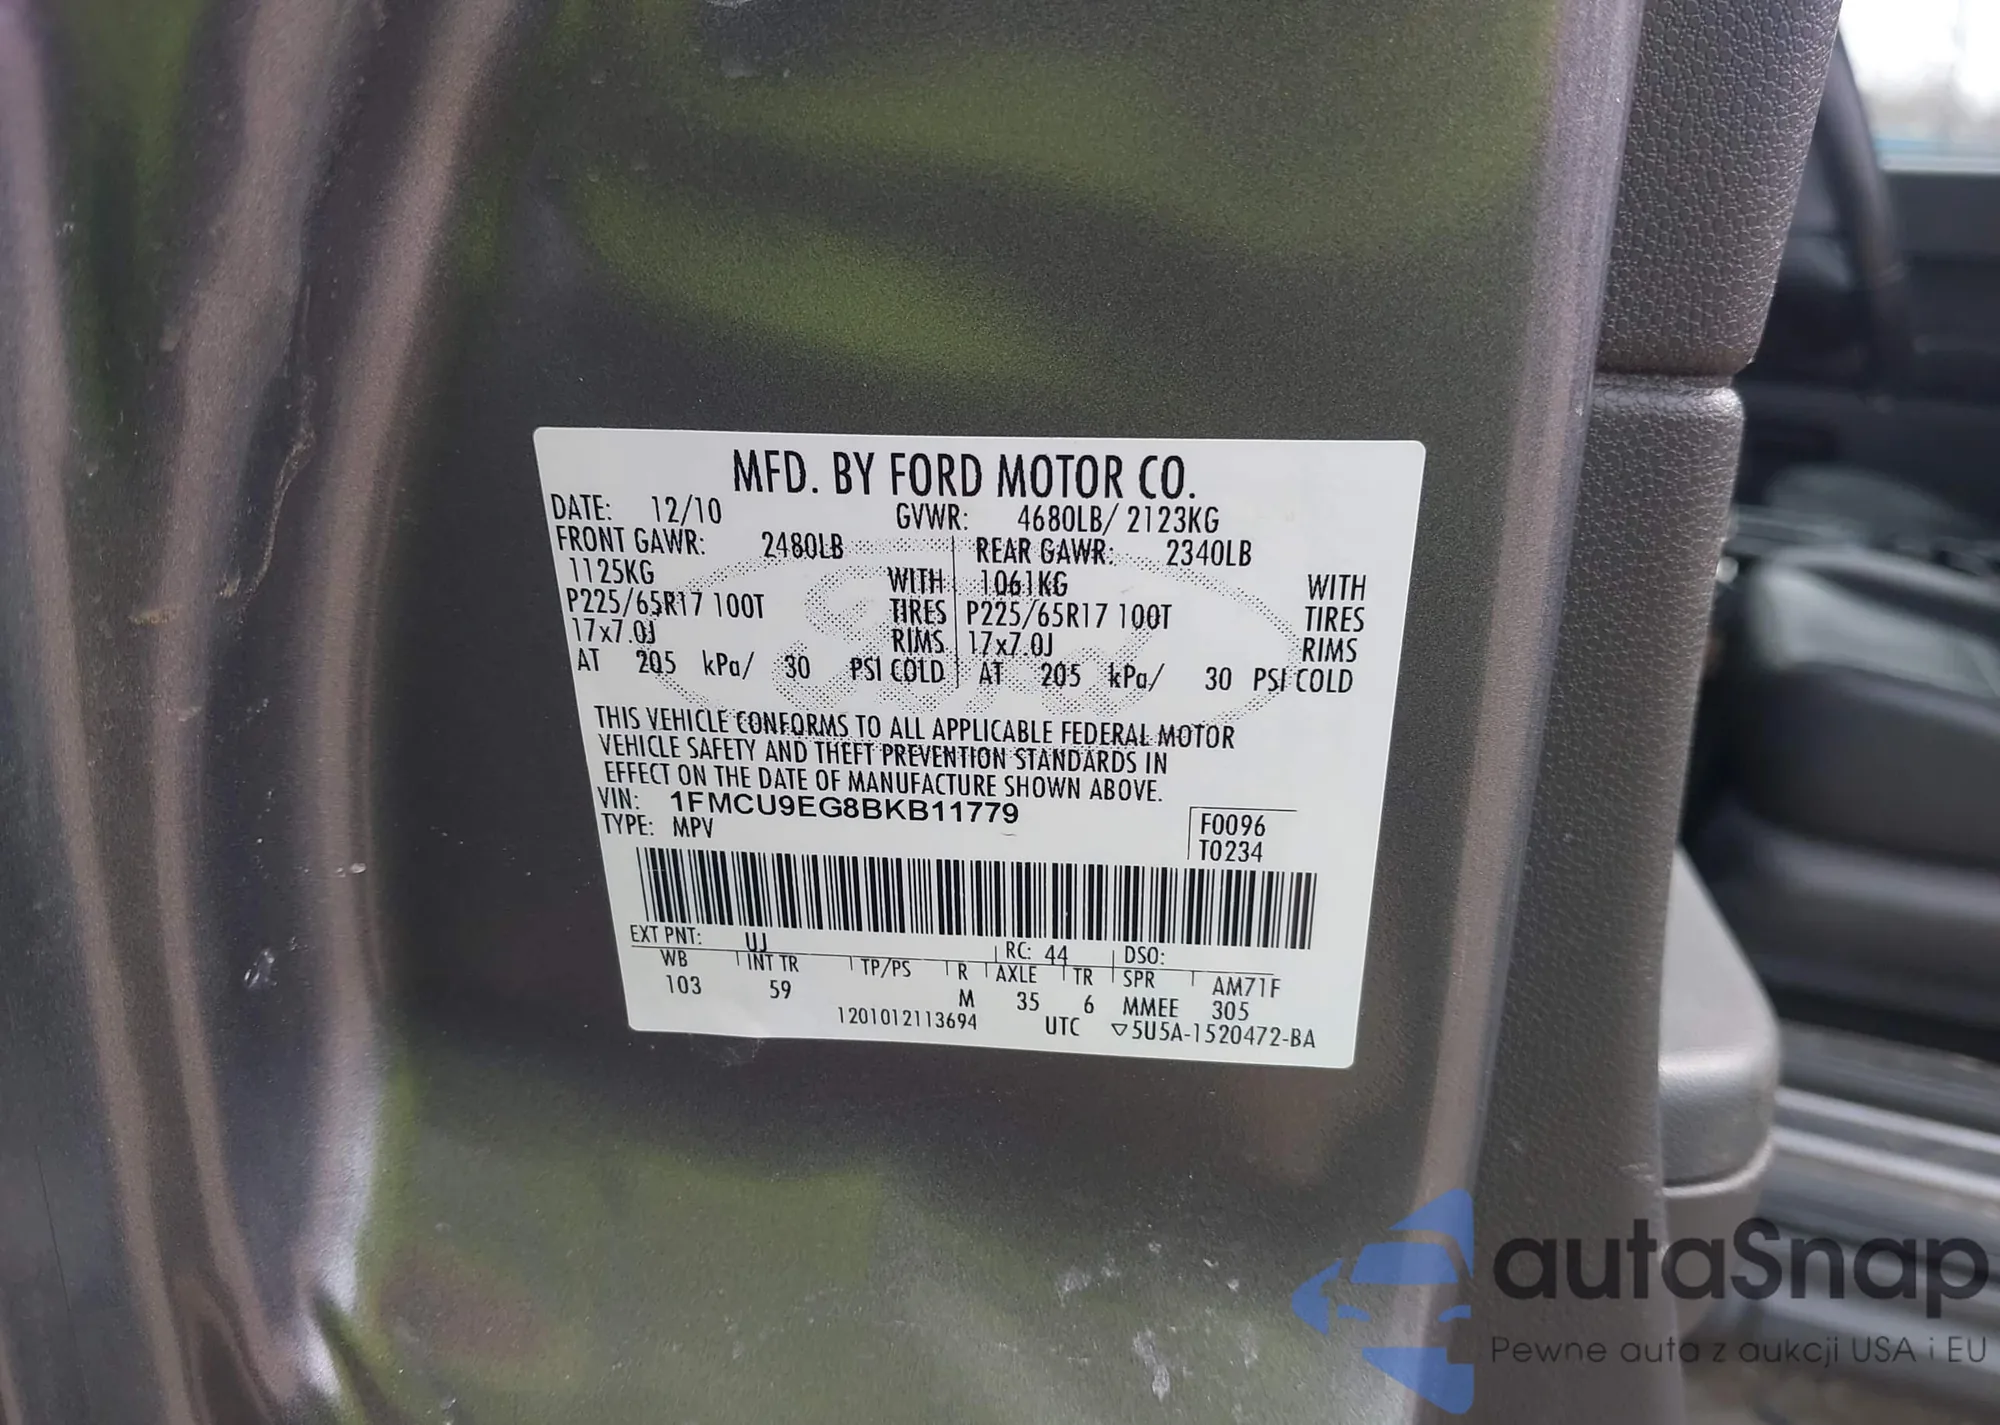 MFD. BY FORD MOTOR CO.
DATE: 12/10 GVWR: 4680LB/ 2123KG
FRONT GAWR: 2480LB REAR GAWR: 2340LB
1125KG WITH 1061KG WITH
P225/65R17 100T TIRES P225/65R17 100T TIRES
17x7.0J RIMS 17x7.0J RIMS
AT 205 kPa/ 30 PSI COLD AT 205 kPa/ 30 PSI COLD
THIS VEHICLE CONFORMS TO ALL APPLICABLE FEDERAL MOTOR
VEHICLE SAFETY AND THEFT PREVENTION STANDARDS IN
EFFECT ON THE DATE OF MANUFACTURE SHOWN ABOVE.
VIN: 1FMCU9EG8BKB11779
TYPE: MPV
F0096
T0234
EXT PNT: UJ RC: 44 DSO:
WB INT TR TP/PS R AXLE TR SPR AM71F
103 59 M 35 6 MMEE 305
1201012113694 UTC ▽5U5A-1520472-BA
Ford
autaSnap
Pewne auta z aukcji USA i EU